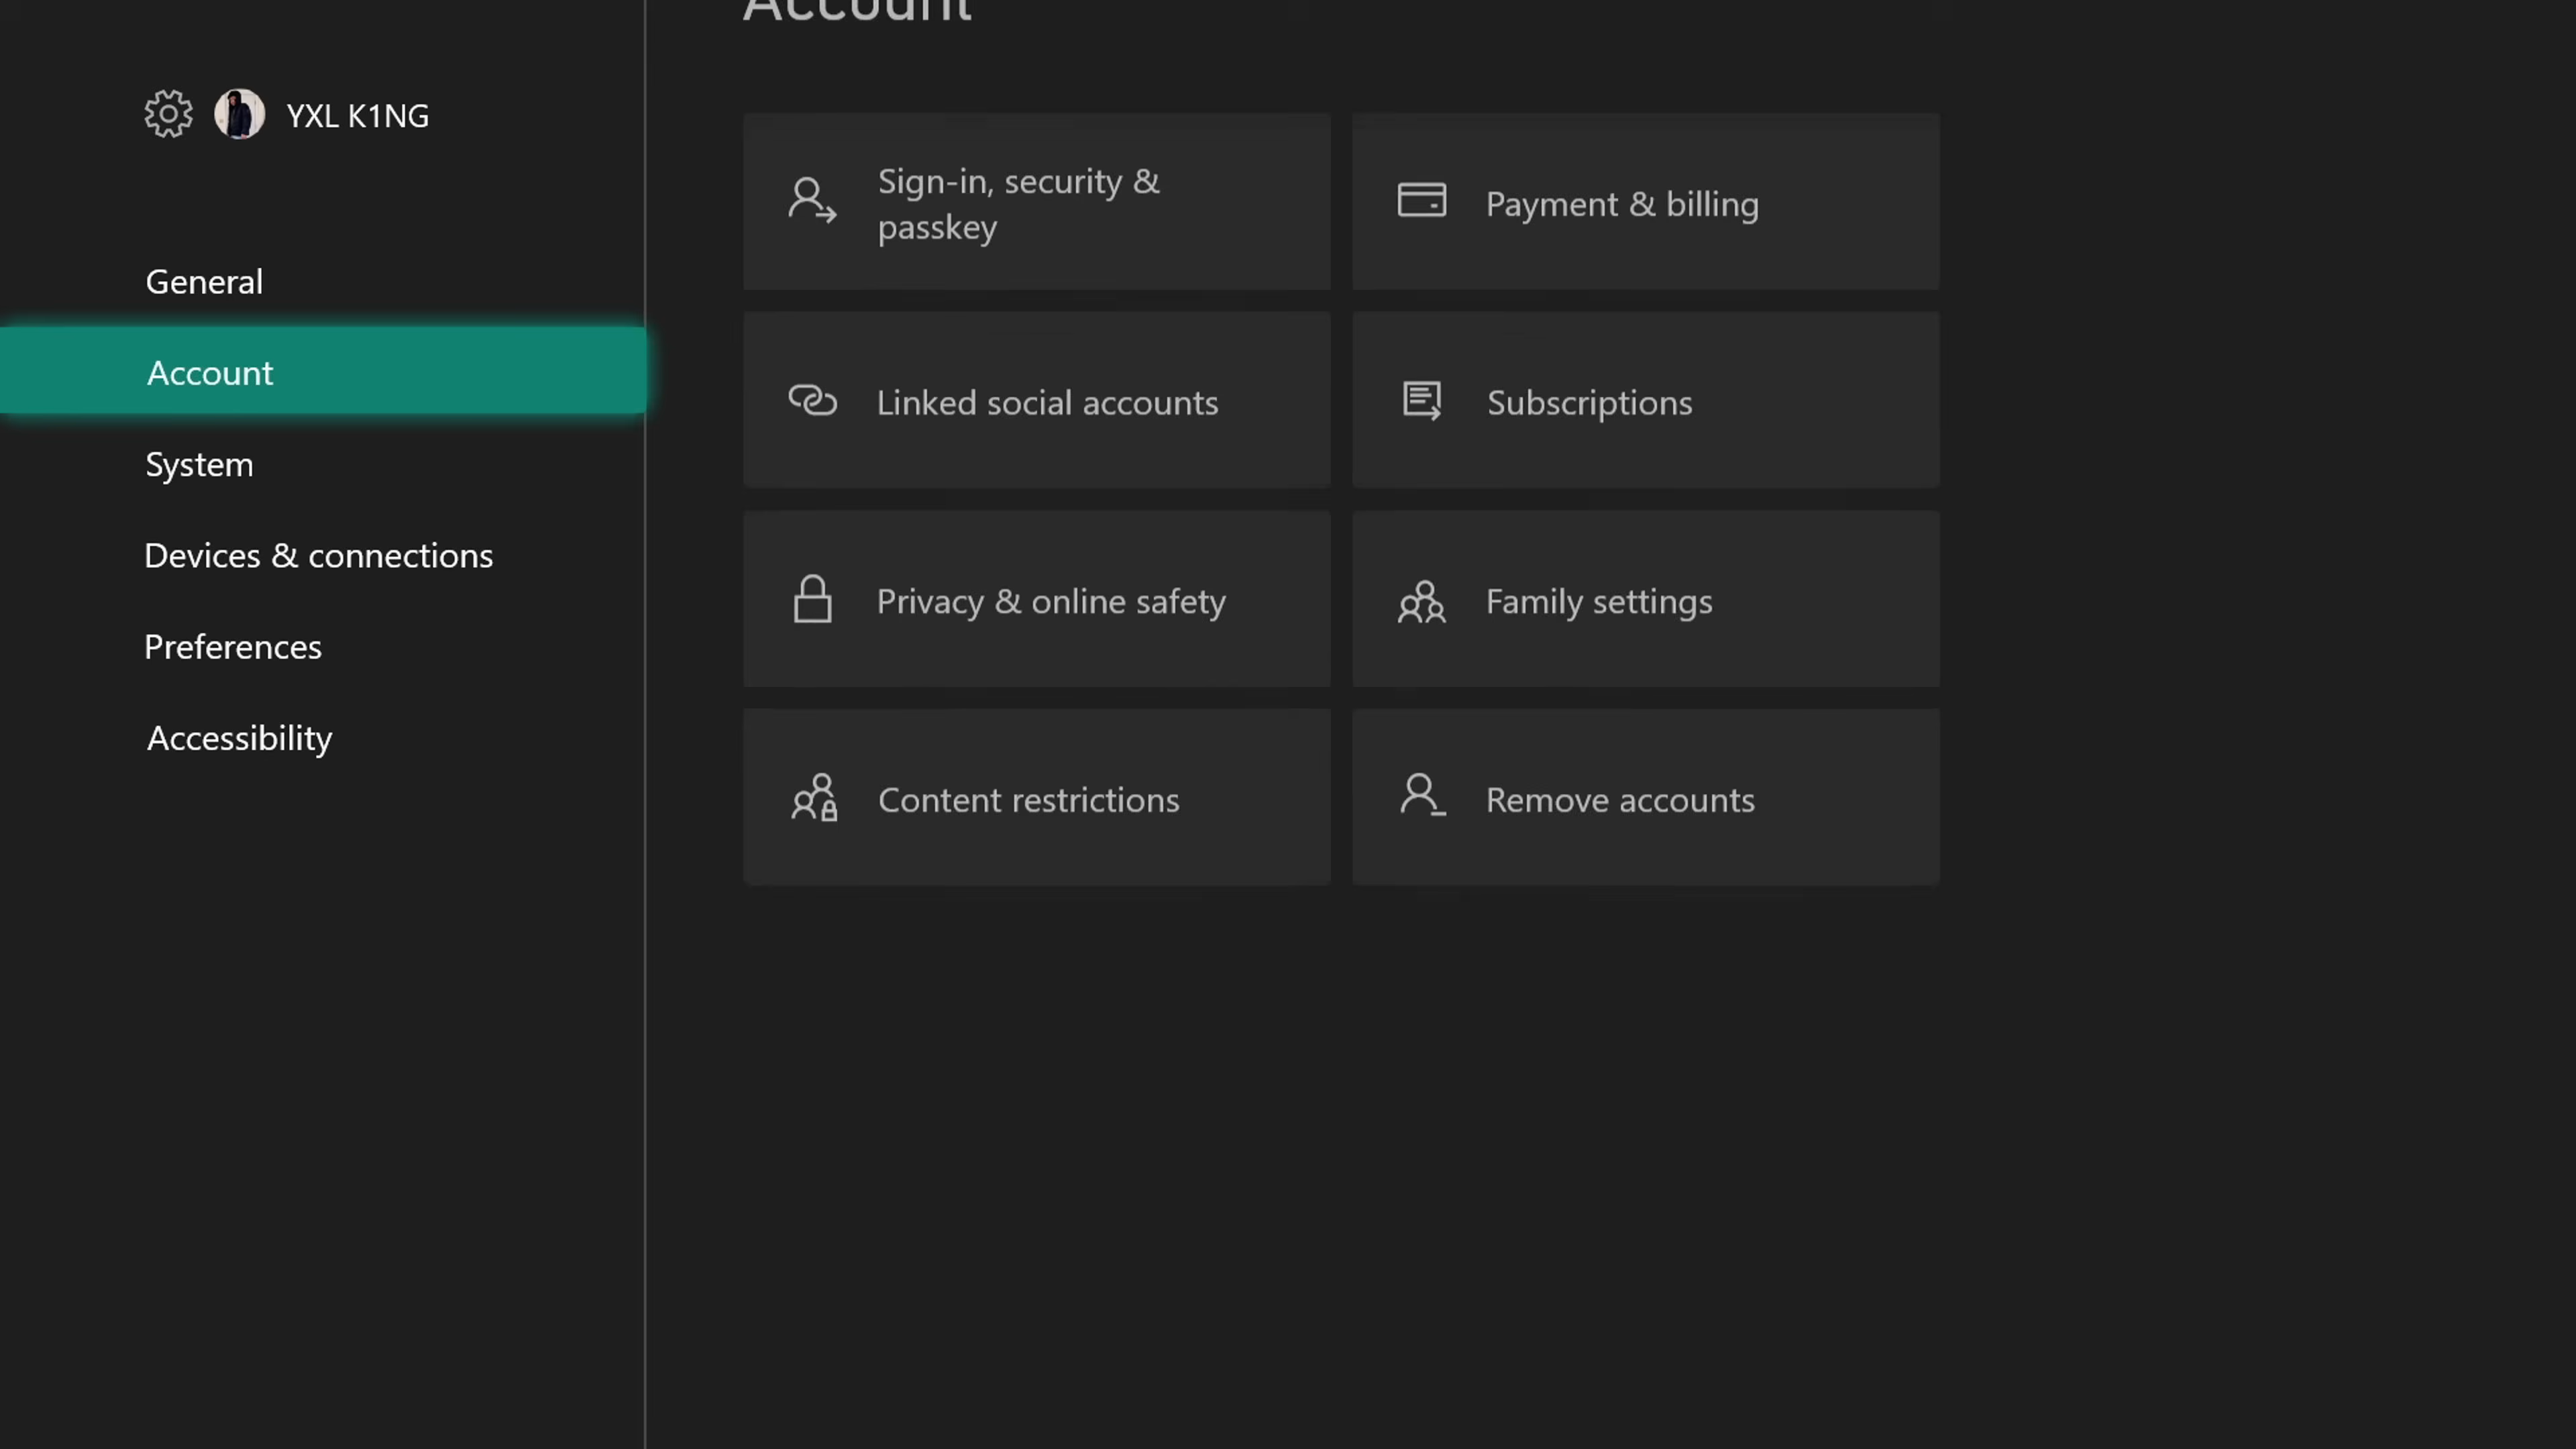 Account
YXL K1NG
General
Account
System
Devices & connections
Preferences
Accessibility
Sign-in, security &
passkey
Payment & billing
Linked social accounts
Subscriptions
Privacy & online safety
Family settings
Content restrictions
Remove accounts